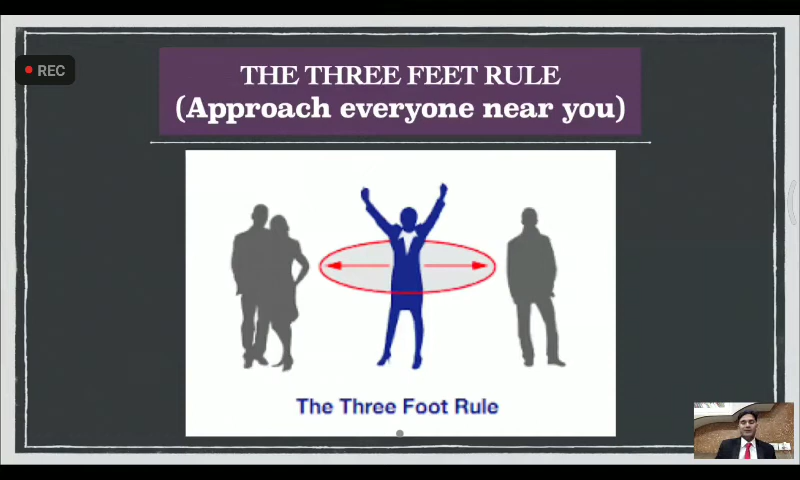 REC
THE THREE FEET RULE
(Approach everyone near you)
The Three Foot Rule